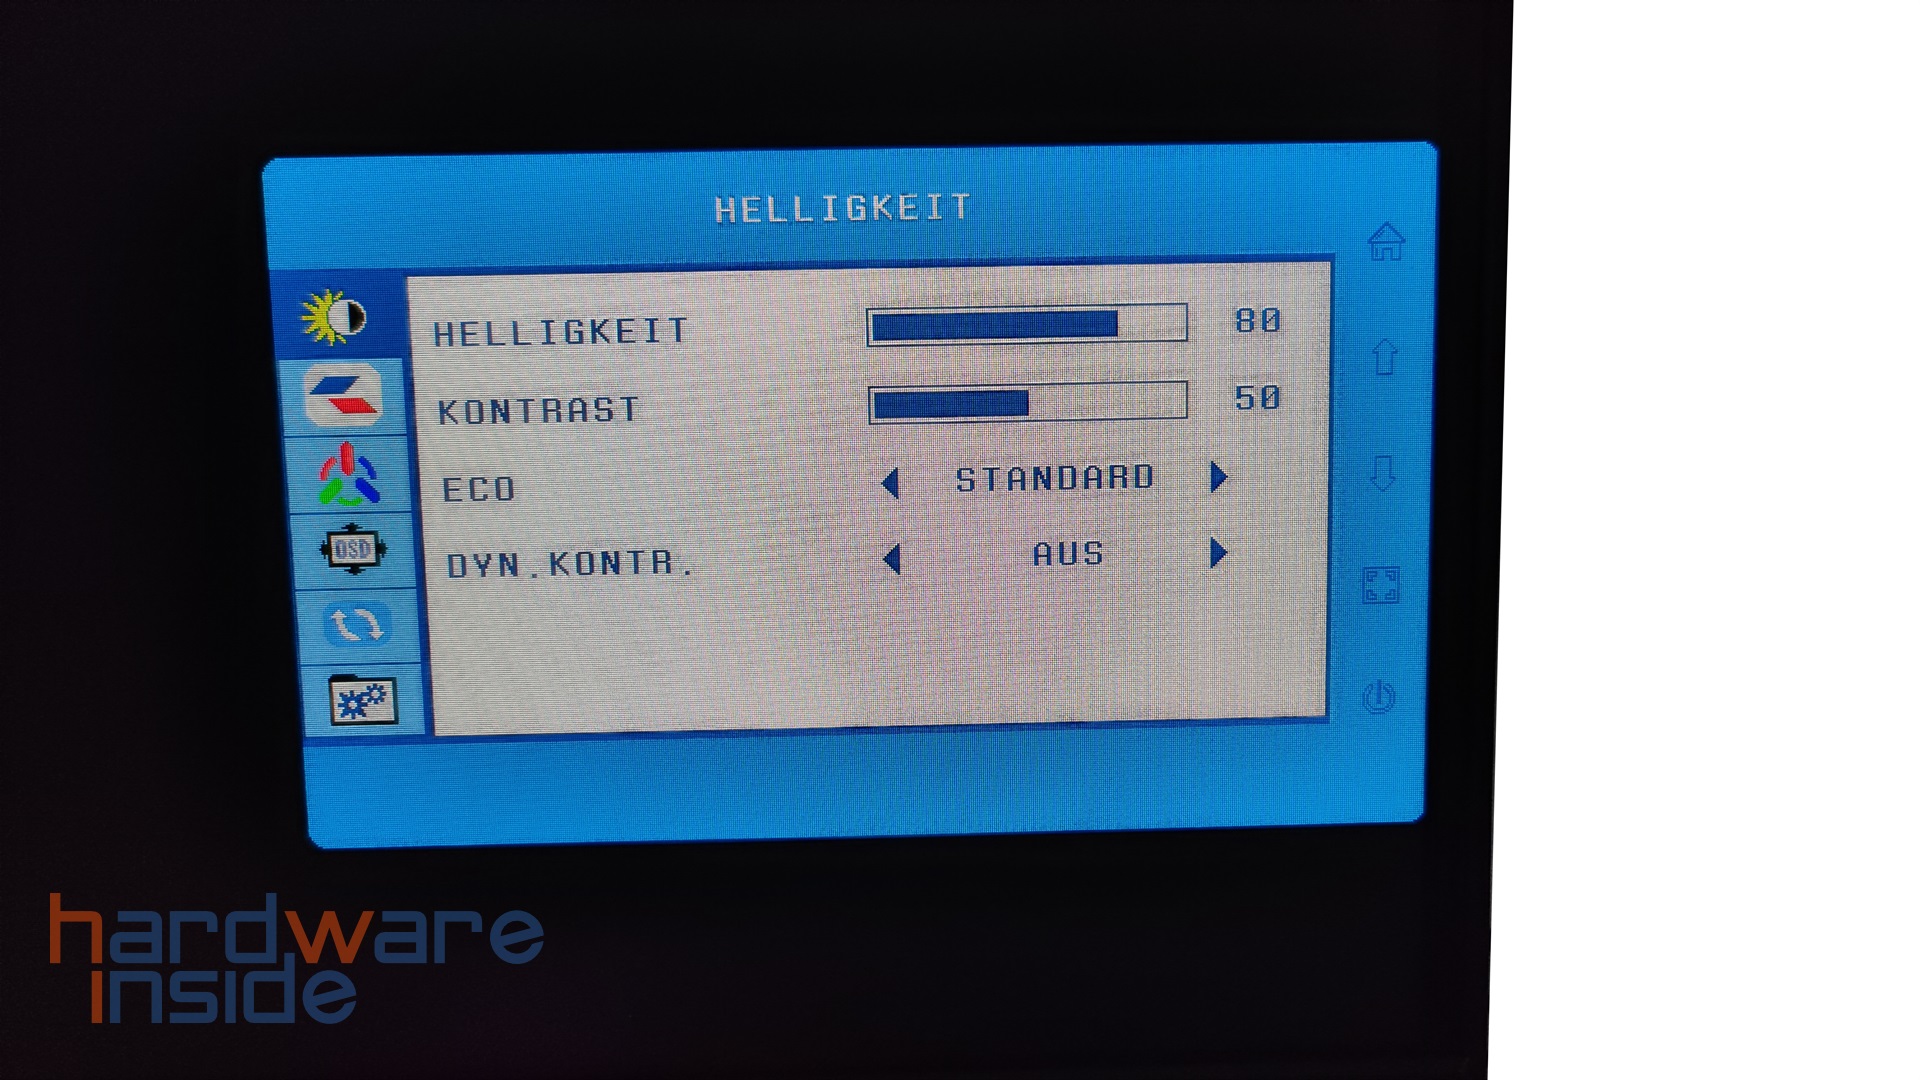 HELLIGKEIT
HELLIGKEIT 80
KONTRAST 50
ECO STANDARD
OSD
DYN.KONTR. AUS
hardware
inside